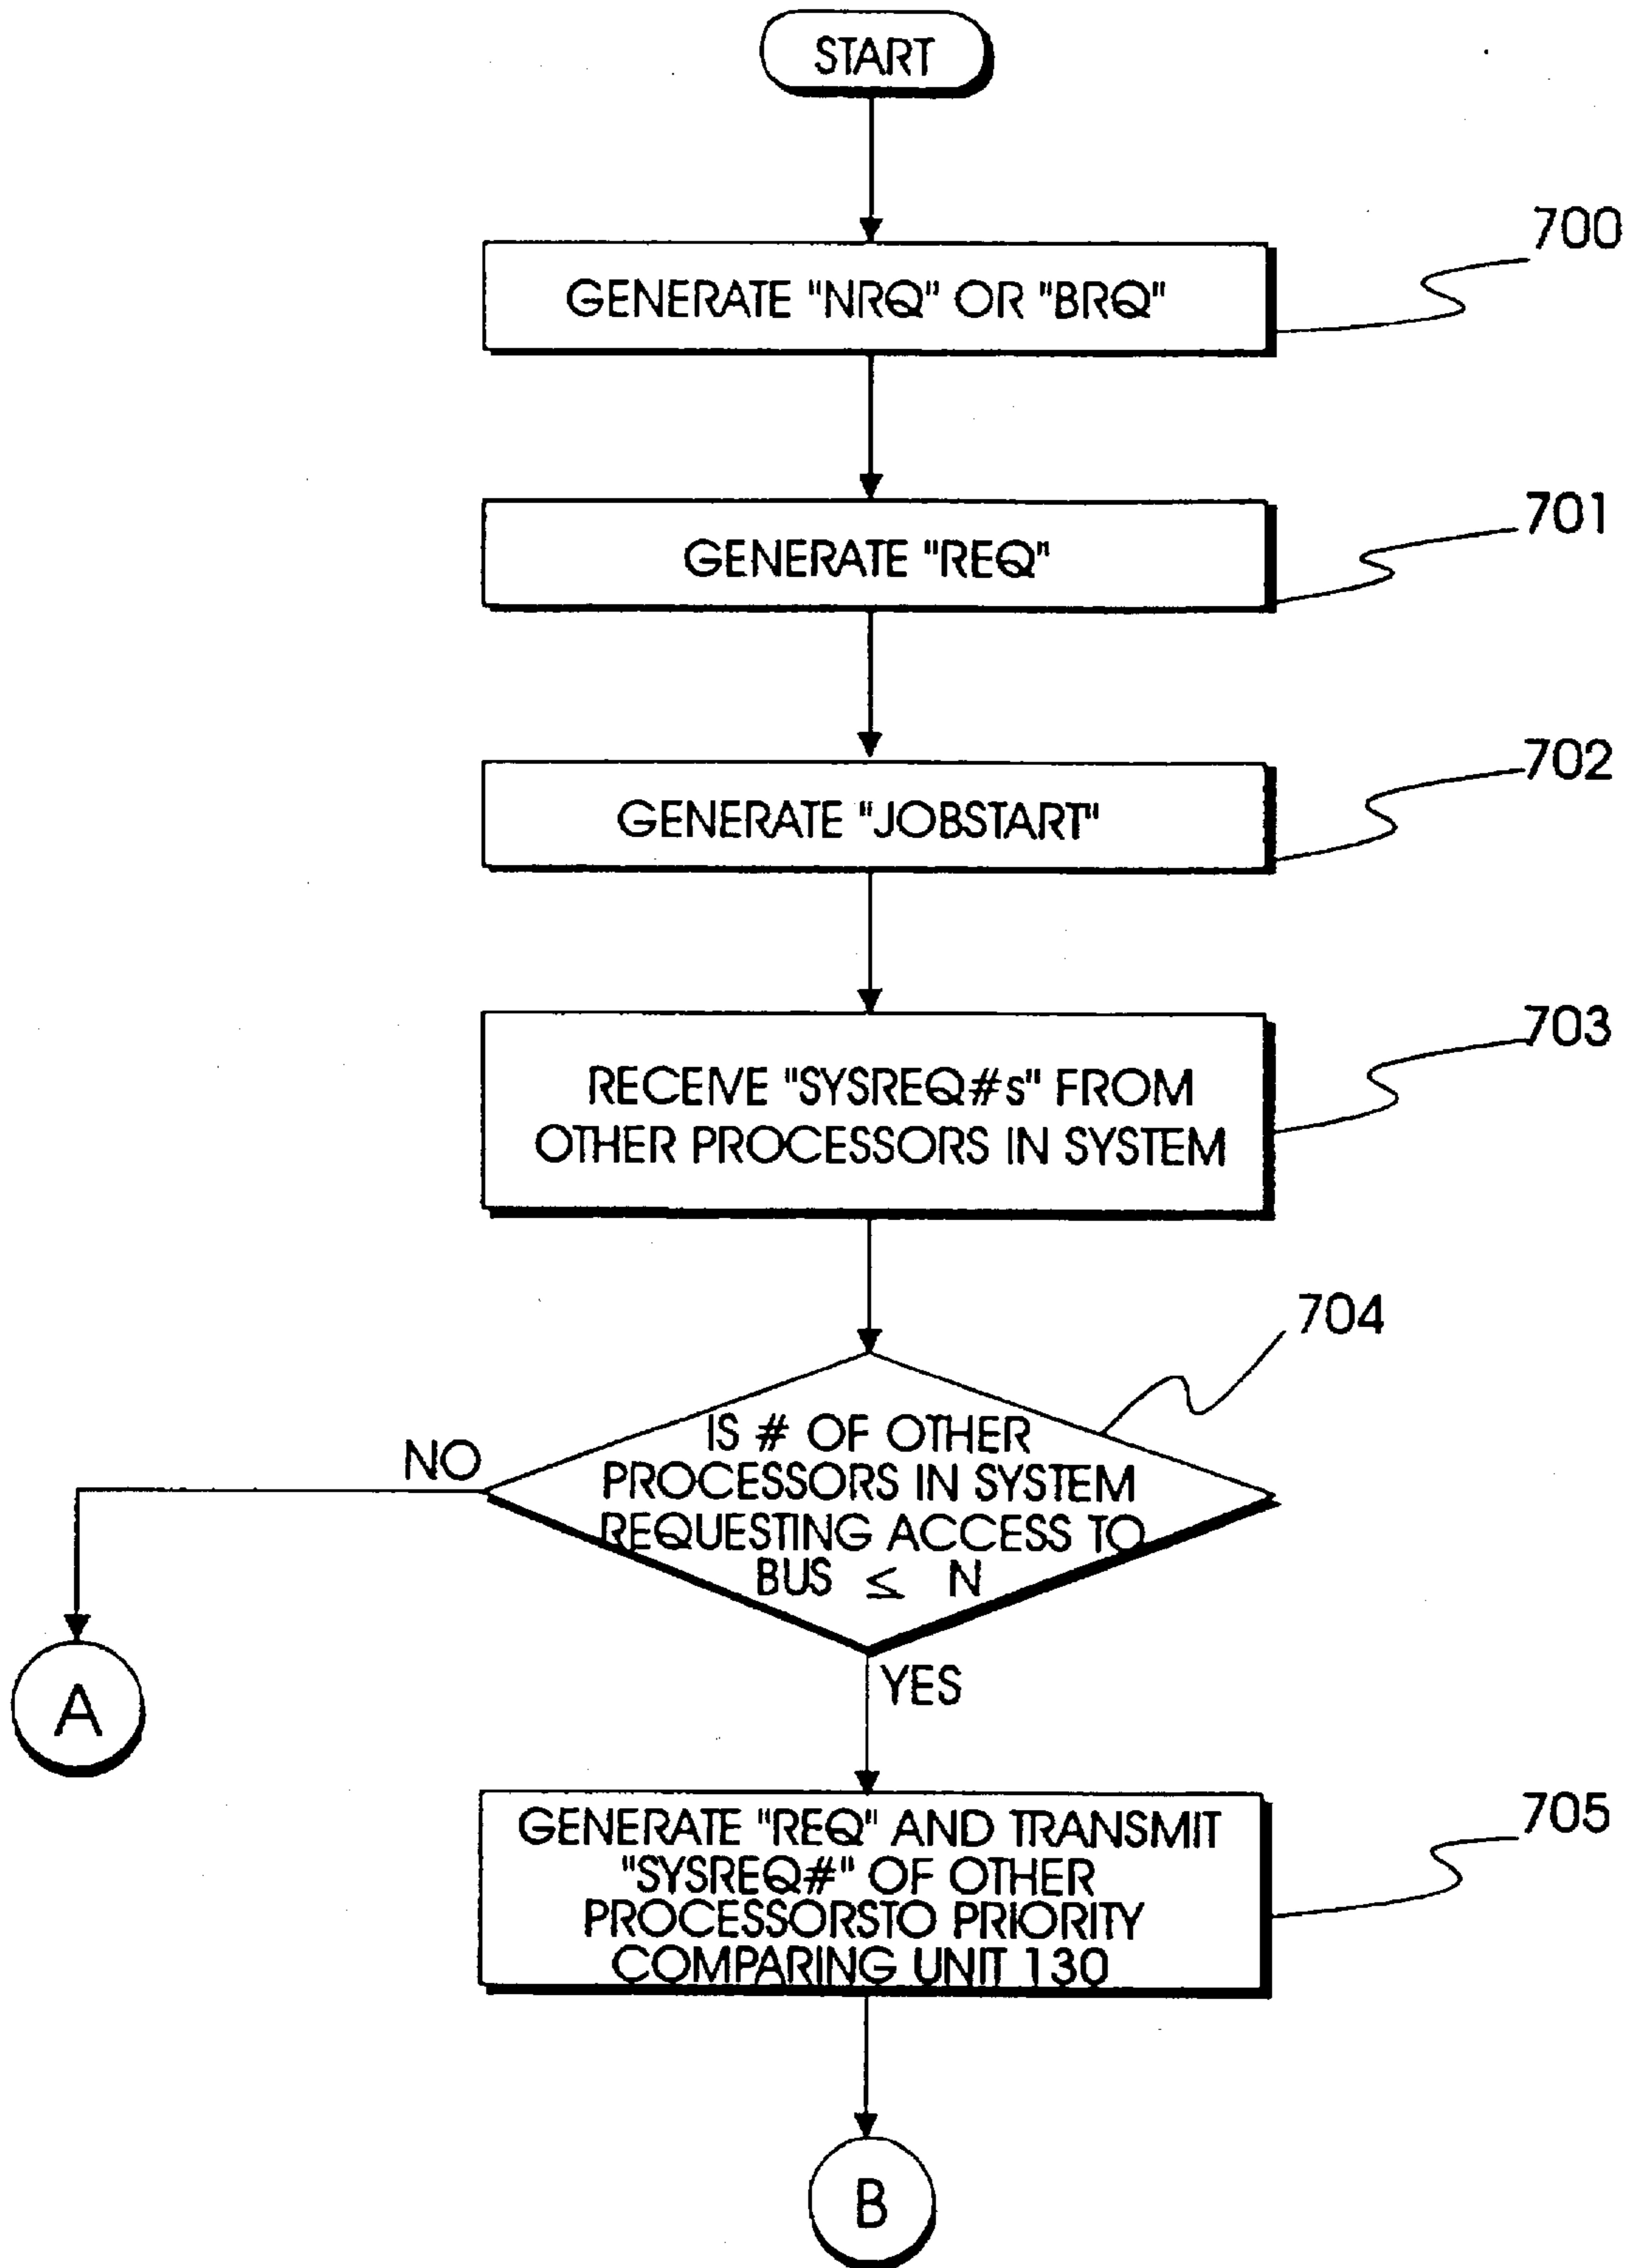 START
700
GENERATE "NRQ" OR "BRQ"
701
GENERATE "REQ"
702
GENERATE "JOBSTART"
703
RECEIVE "SYSREQ#s" FROM
OTHER PROCESSORS IN SYSTEM
704
IS # OF OTHER
PROCESSORS IN SYSTEM
REQUESTING ACCESS TO
BUS ≤ N
NO
A
YES
705
GENERATE "REQ" AND TRANSMIT
"SYSREQ#" OF OTHER
PROCESSORSTO PRIORITY
COMPARING UNIT 130
B